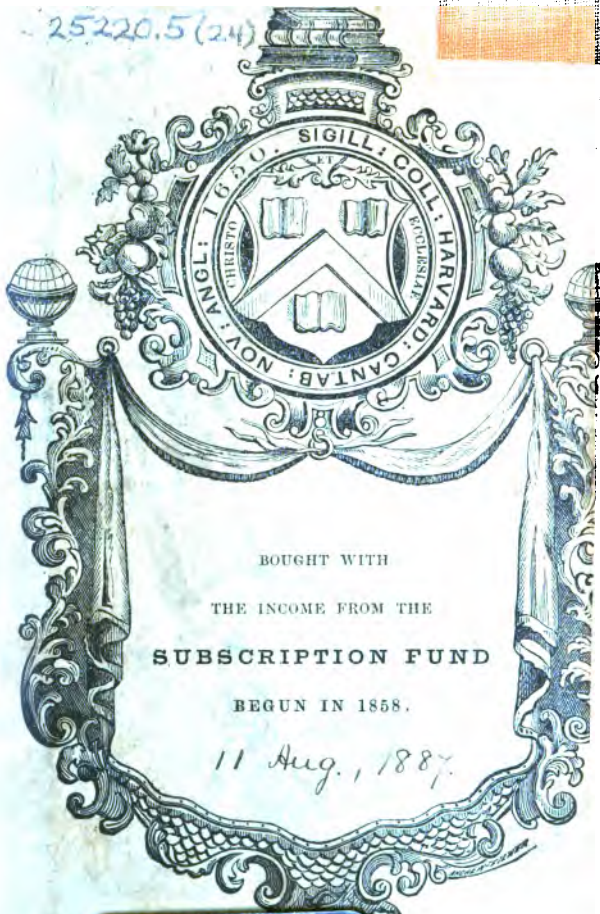 25220.5(24)
SIGILL: COLL: HARVARD: CANTAB: NOV: ANGL: 1650.
ET
CHRISTO
ECCLESIAE
BOUGHT WITH
THE INCOME FROM THE
SUBSCRIPTION FUND
BEGUN IN 1858.
11 Aug., 1887.